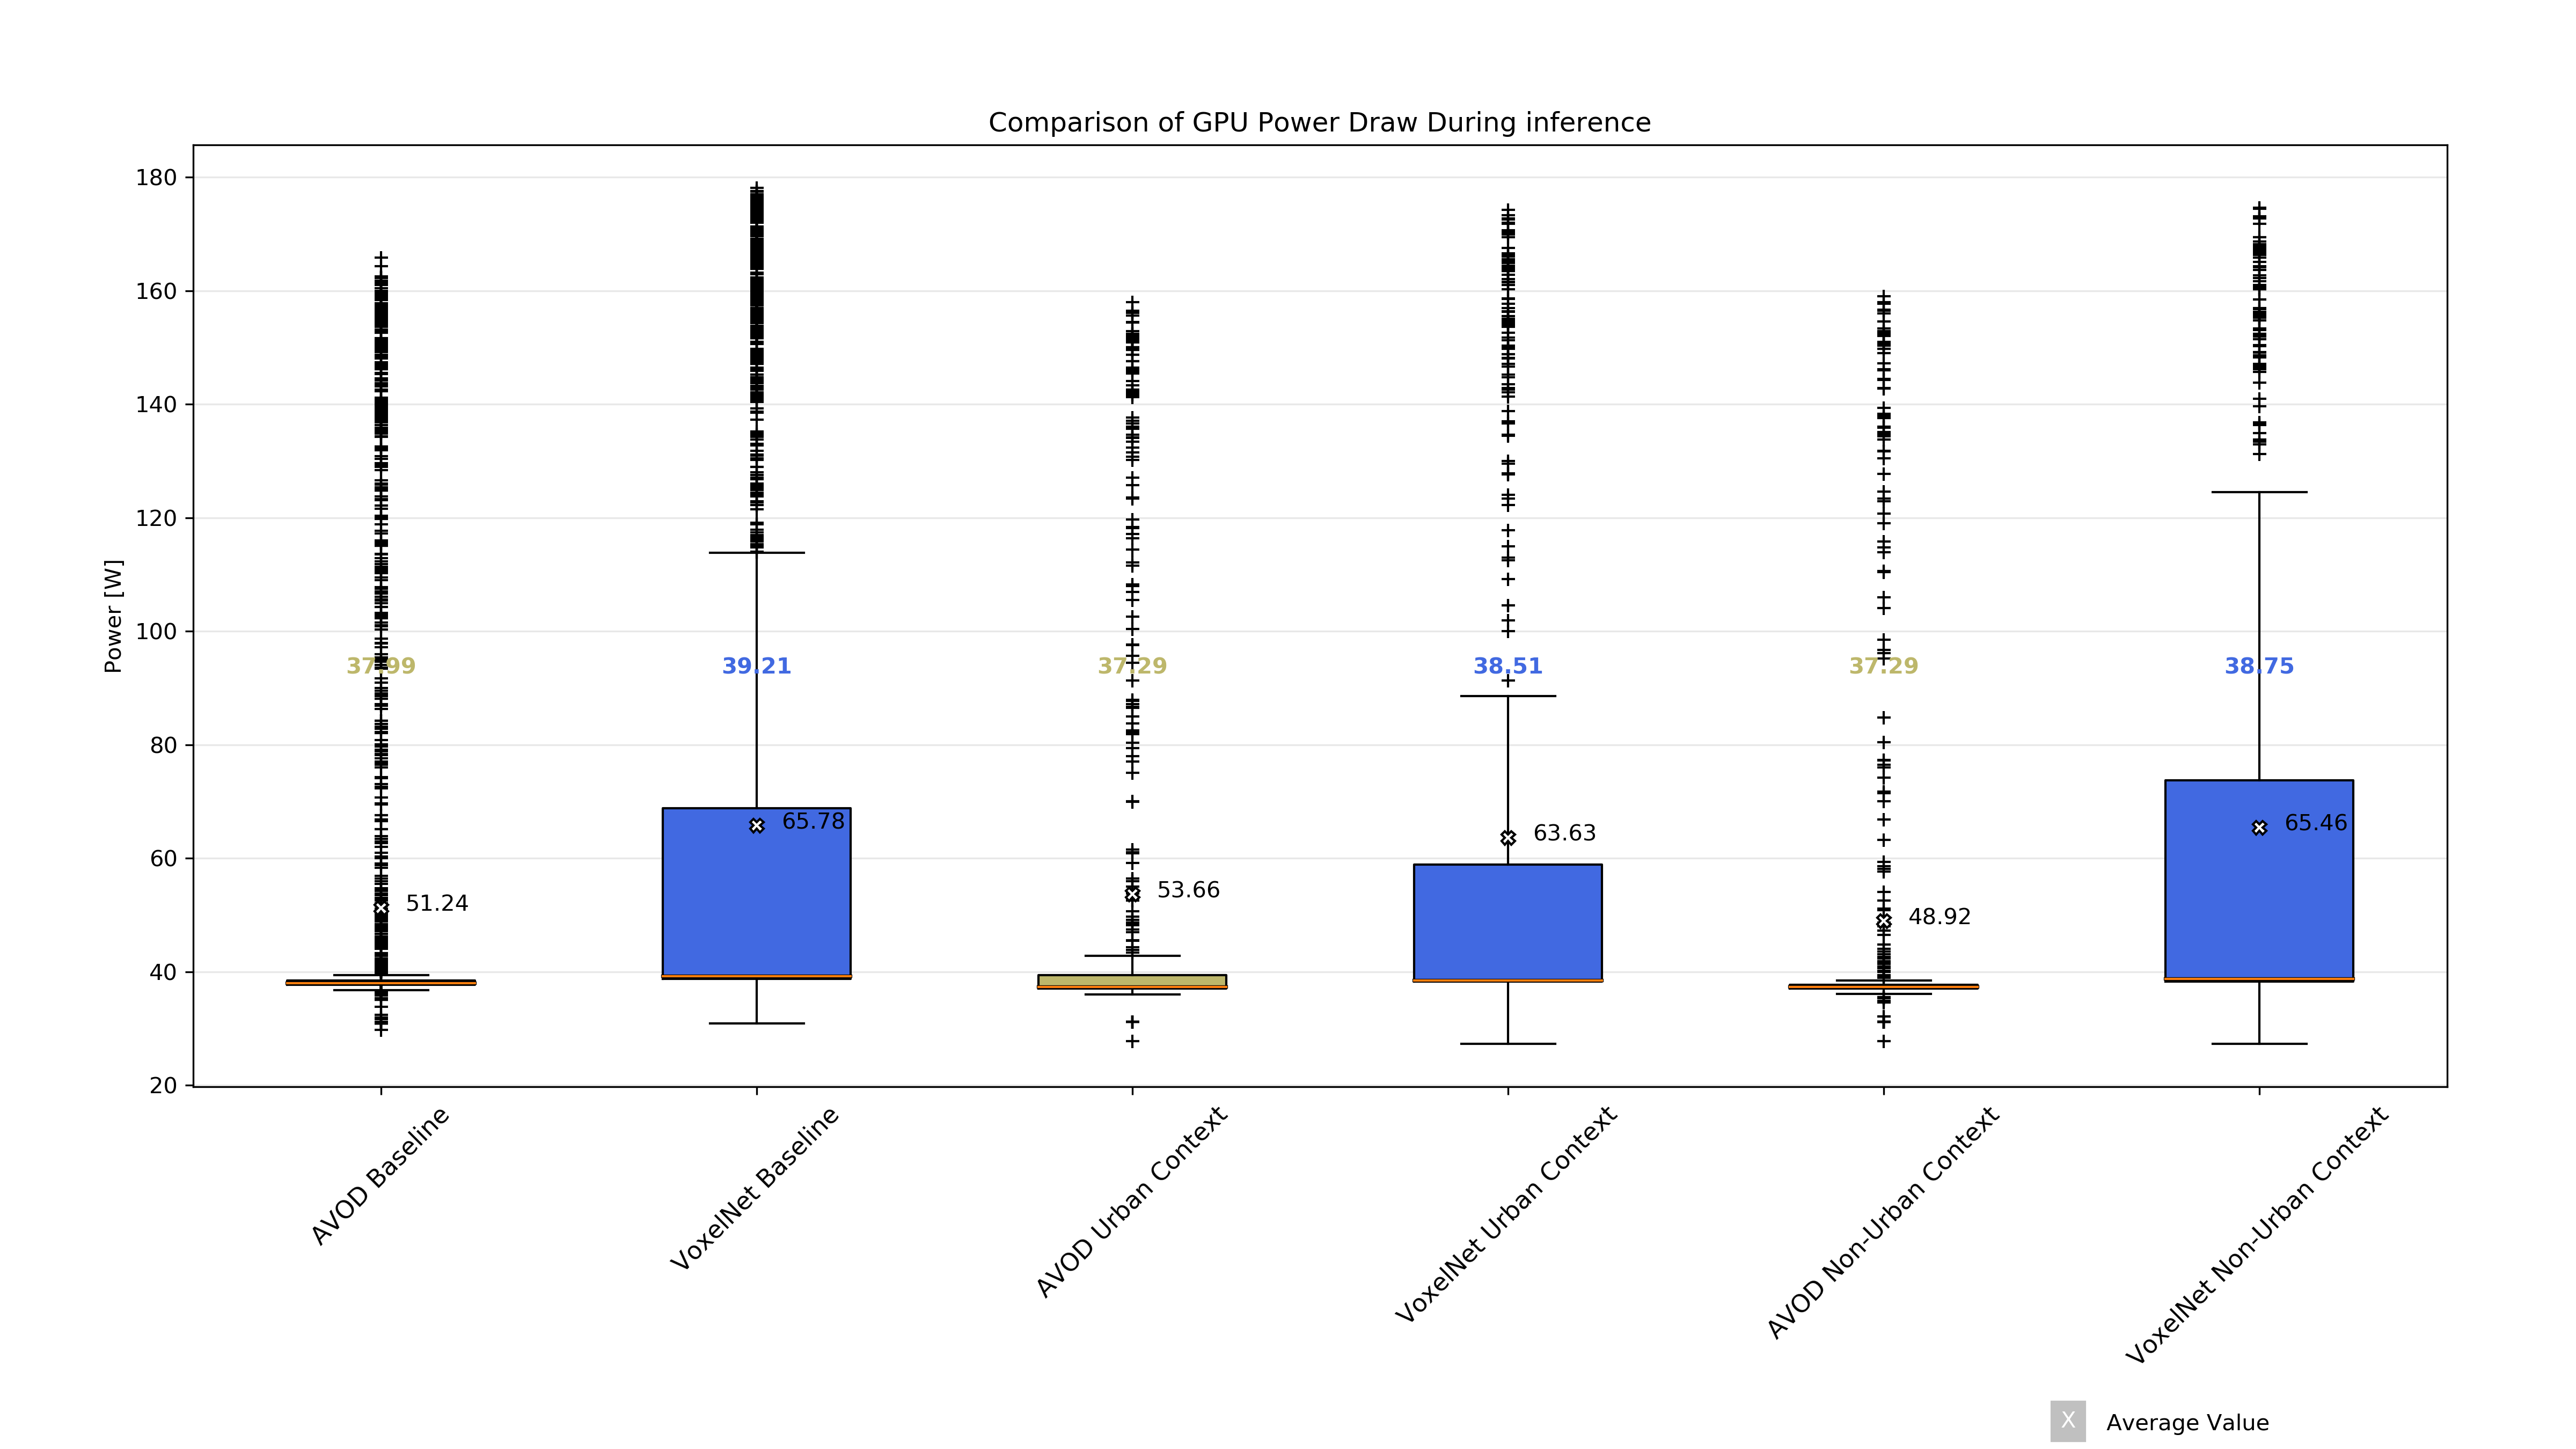 Comparison of GPU Power Draw During inference
Power [W]
180
160
140
120
100
80
60
40
20
37.99
39.21
37.29
38.51
37.29
38.75
51.24
65.78
53.66
63.63
48.92
65.46
AVOD Baseline
VoxelNet Baseline
AVOD Urban Context
VoxelNet Urban Context
AVOD Non-Urban Context
VoxelNet Non-Urban Context
X Average Value